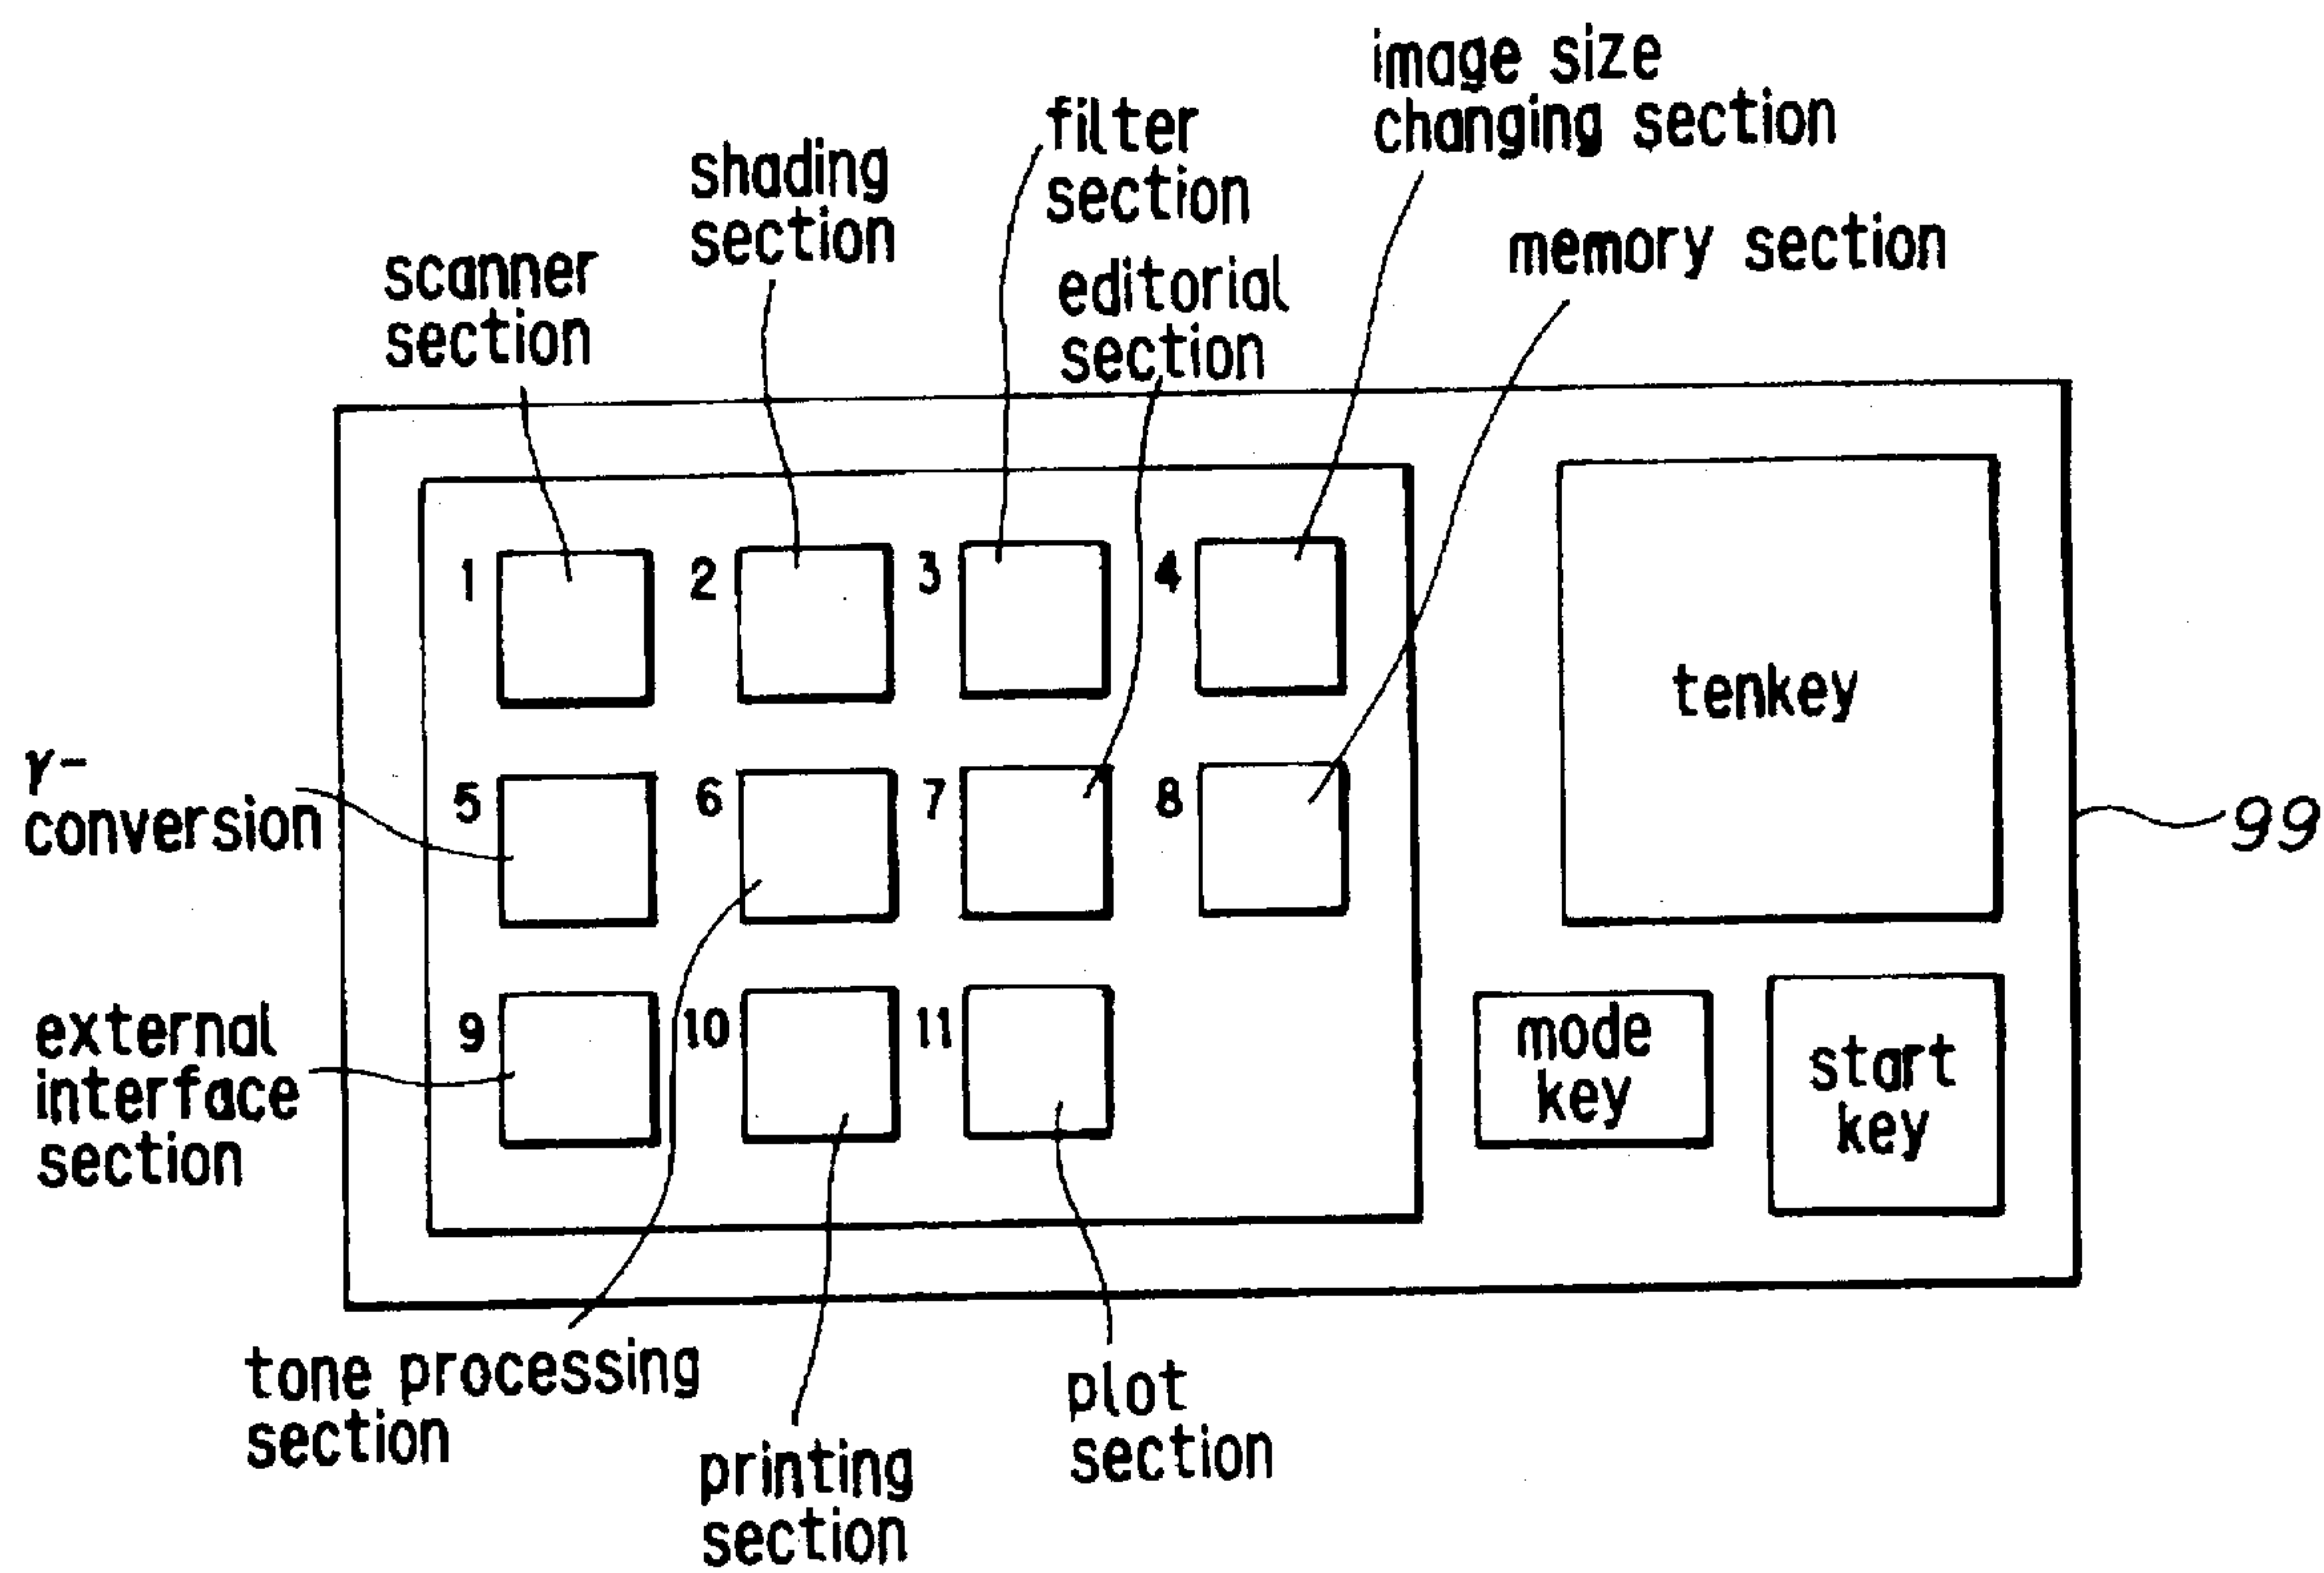 image size
changing section
filter
section
shading
section
memory section
scanner
section
editorial
section
1
2
3
4
tenkey
γ-
conversion
5
6
7
8
99
external
interface
section
9
10
11
mode
key
start
key
tone processing
section
plot
section
printing
section